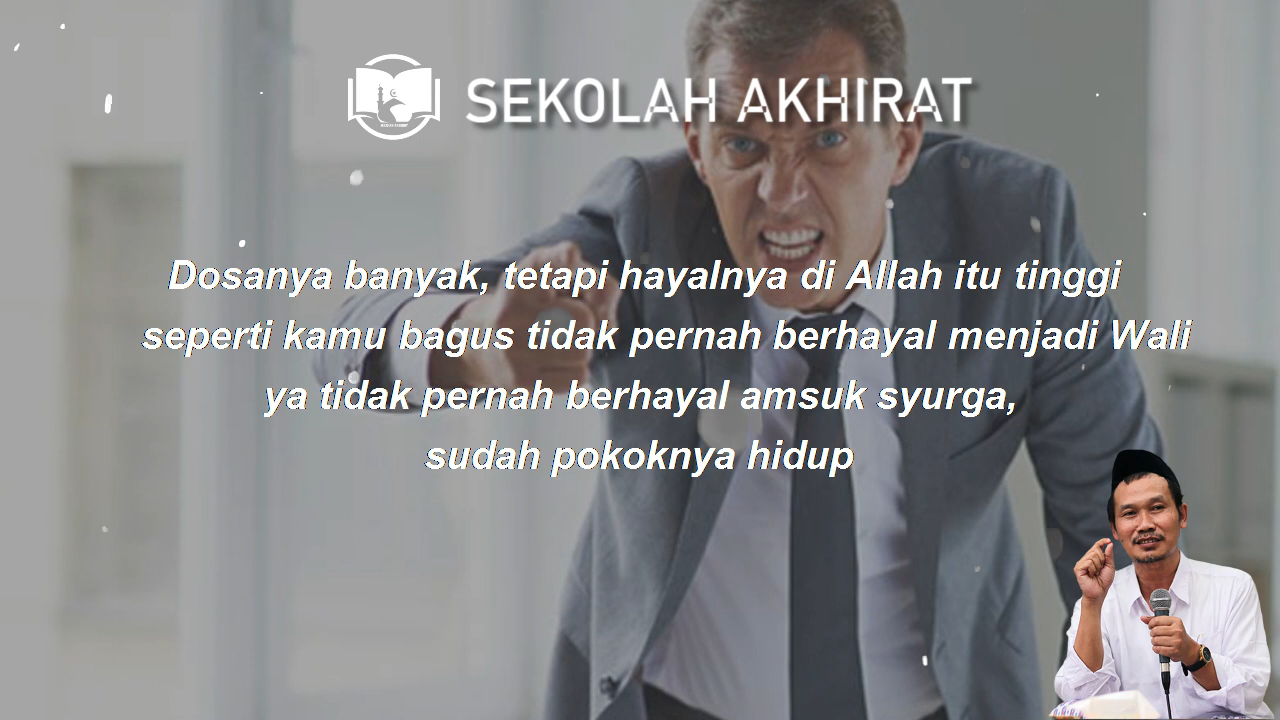 SEKOLAH AKHIRAT
Dosanya banyak, tetapi hayalnya di Allah itu tinggi
seperti kamu bagus tidak pernah berhayal menjadi Wali
ya tidak pernah berhayal amsuk syurga,
sudah pokoknya hidup